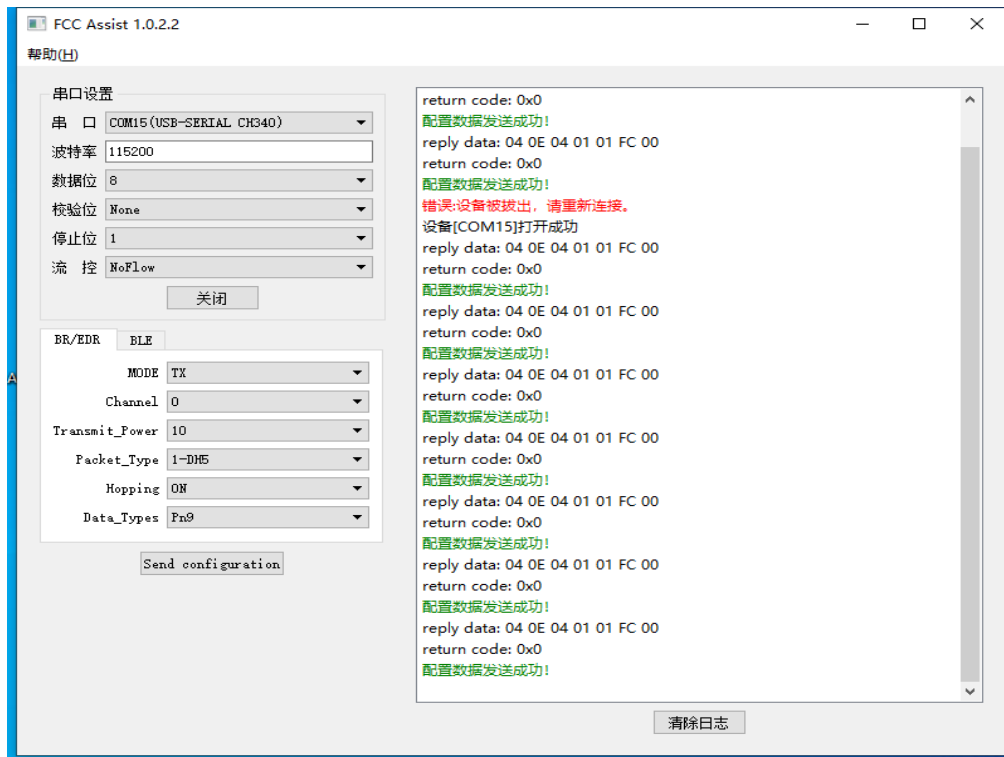 FCC Assist 1.0.2.2
帮助(H)
串口设置
串 口 COM15(USB-SERIAL CH340)
波特率 115200
数据位 8
校验位 None
停止位 1
流 控 NoFlow
关闭
BR/EDR BLE
MODE TX
Channel 0
Transmit_Power 10
Packet_Type 1-DH5
Hopping ON
Data_Types Pn9
Send configuration
return code: 0x0
配置数据发送成功!
reply data: 04 0E 04 01 01 FC 00
return code: 0x0
配置数据发送成功!
错误:设备被拔出，请重新连接。
设备[COM15]打开成功
reply data: 04 0E 04 01 01 FC 00
return code: 0x0
配置数据发送成功!
reply data: 04 0E 04 01 01 FC 00
return code: 0x0
配置数据发送成功!
reply data: 04 0E 04 01 01 FC 00
return code: 0x0
配置数据发送成功!
reply data: 04 0E 04 01 01 FC 00
return code: 0x0
配置数据发送成功!
reply data: 04 0E 04 01 01 FC 00
return code: 0x0
配置数据发送成功!
reply data: 04 0E 04 01 01 FC 00
return code: 0x0
配置数据发送成功!
reply data: 04 0E 04 01 01 FC 00
return code: 0x0
配置数据发送成功!
清除日志
A